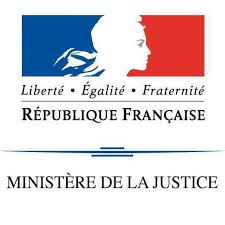 Liberté • Égalité • Fraternité
RÉPUBLIQUE FRANÇAISE
MINISTÈRE DE LA JUSTICE